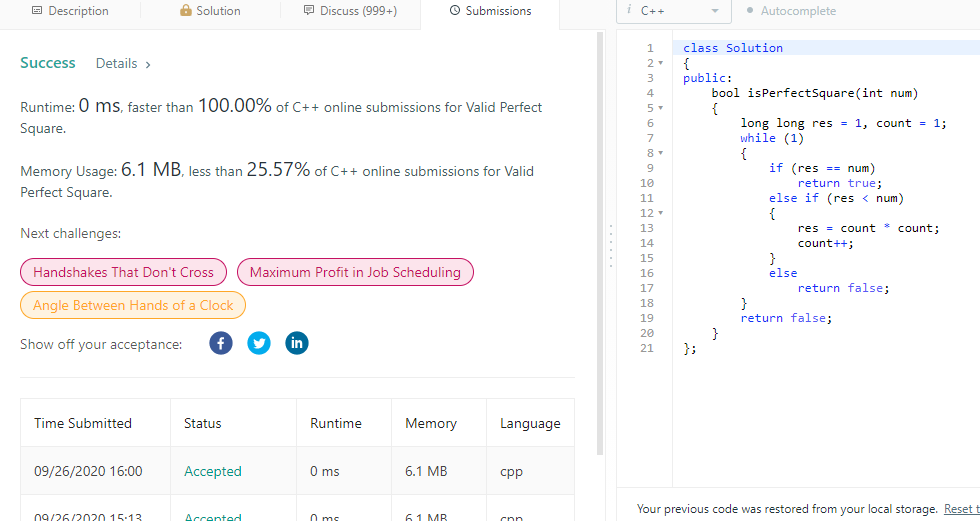 Description
Solution
Discuss (999+)
Submissions
Success
Details ›
Runtime: 0 ms, faster than 100.00% of C++ online submissions for Valid Perfect
Square.
Memory Usage: 6.1 MB, less than 25.57% of C++ online submissions for Valid
Perfect Square.
Next challenges:
Handshakes That Don't Cross
Maximum Profit in Job Scheduling
Angle Between Hands of a Clock
Show off your acceptance:
f
in
Time Submitted Status Runtime Memory Language
09/26/2020 16:00 Accepted 0 ms 6.1 MB cpp
09/26/2020 15:13 Accepted 0 ms 6.1 MB cpp
i C++
Autocomplete
1 class Solution
2 {
3 public:
4 bool isPerfectSquare(int num)
5 {
6 long long res = 1, count = 1;
7 while (1)
8 {
9 if (res == num)
10 return true;
11 else if (res < num)
12 {
13 res = count * count;
14 count++;
15 }
16 else
17 return false;
18 }
19 return false;
20 }
21 };
Your previous code was restored from your local storage. Reset t